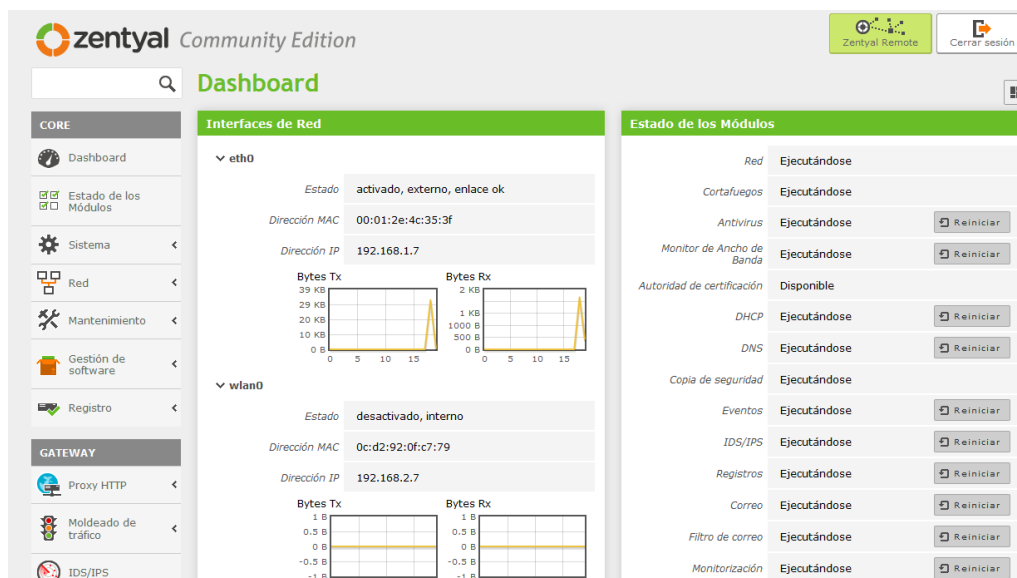 zentyal Community Edition
Zentyal Remote
Cerrar sesión
Dashboard
CORE
Dashboard
Estado de los
Módulos
Sistema
Red
Mantenimiento
Gestión de
software
Registro
GATEWAY
Proxy HTTP
Moldeado de
tráfico
IDS/IPS
Interfaces de Red
eth0
Estado activado, externo, enlace ok
Dirección MAC 00:01:2e:4c:35:3f
Dirección IP 192.168.1.7
Bytes Tx
39 KB
29 KB
20 KB
10 KB
0 B
0 5 10 15
Bytes Rx
2 KB
1 KB
1000 B
500 B
0 B
0 5 10 15
wlan0
Estado desactivado, interno
Dirección MAC 0c:d2:92:0f:c7:79
Dirección IP 192.168.2.7
Bytes Tx
1 B
0.5 B
0 B
-0.5 B
-1 B
Bytes Rx
1 B
0.5 B
0 B
-0.5 B
-1 B
Estado de los Módulos
Red Ejecutándose
Cortafuegos Ejecutándose
Antivirus Ejecutándose Reiniciar
Monitor de Ancho de
Banda Ejecutándose Reiniciar
Autoridad de certificación Disponible
DHCP Ejecutándose Reiniciar
DNS Ejecutándose Reiniciar
Copia de seguridad Ejecutándose
Eventos Ejecutándose Reiniciar
IDS/IPS Ejecutándose Reiniciar
Registros Ejecutándose Reiniciar
Correo Ejecutándose Reiniciar
Filtro de correo Ejecutándose Reiniciar
Monitorización Ejecutándose Reiniciar